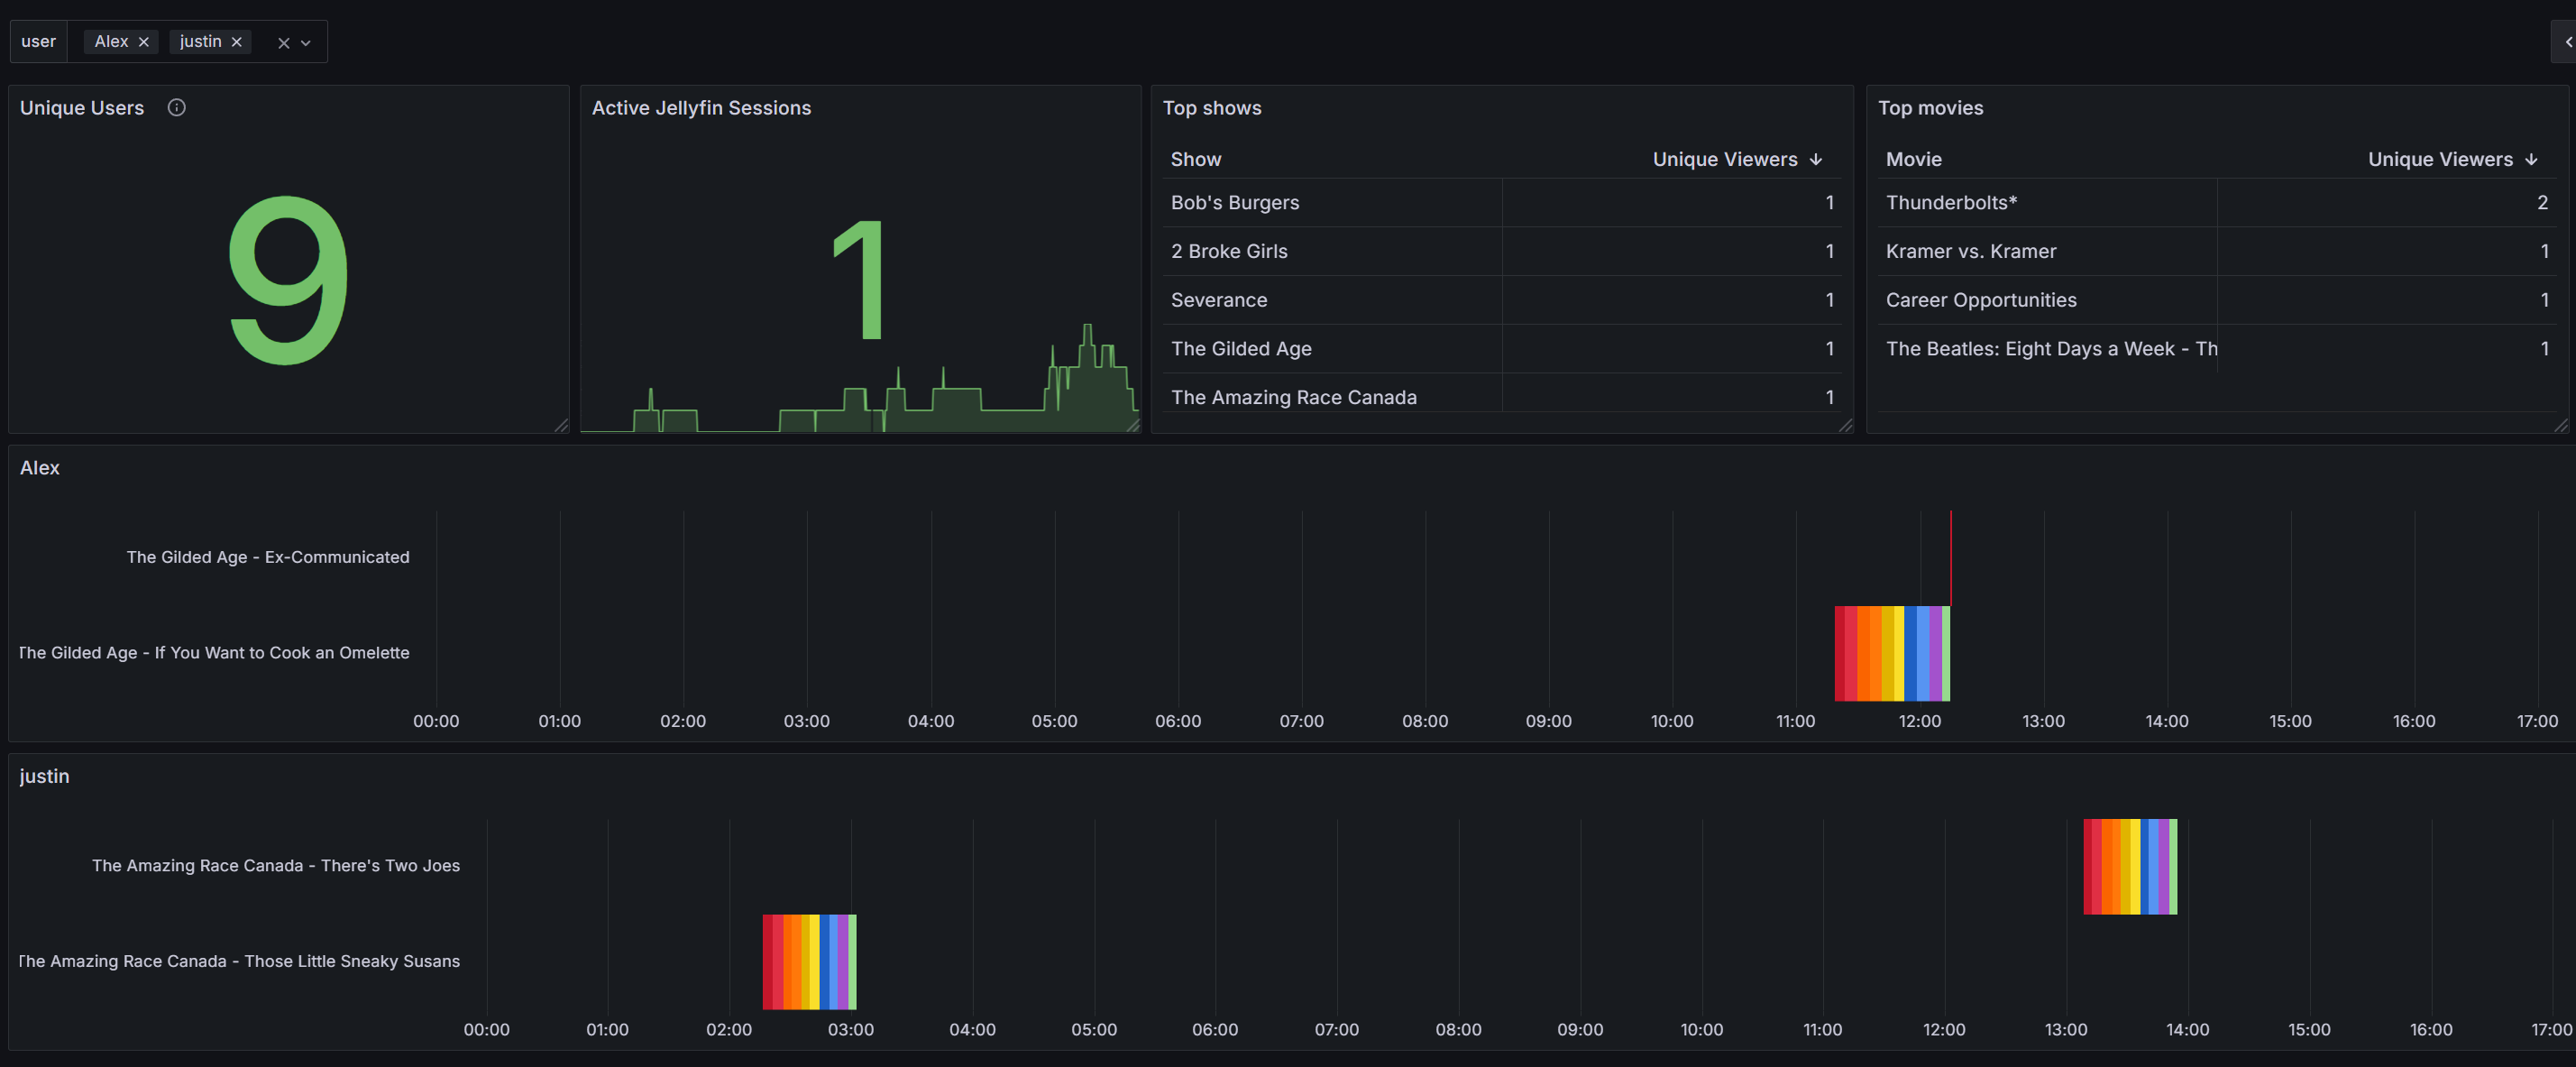 user Alex justin
Unique Users
9
Active Jellyfin Sessions
1
Top shows
Show Unique Viewers
Bob's Burgers 1
2 Broke Girls 1
Severance 1
The Gilded Age 1
The Amazing Race Canada 1
Top movies
Movie Unique Viewers
Thunderbolts* 2
Kramer vs. Kramer 1
Career Opportunities 1
The Beatles: Eight Days a Week - Th 1
Alex
The Gilded Age - Ex-Communicated
The Gilded Age - If You Want to Cook an Omelette
00:00 01:00 02:00 03:00 04:00 05:00 06:00 07:00 08:00 09:00 10:00 11:00 12:00 13:00 14:00 15:00 16:00 17:00
justin
The Amazing Race Canada - There's Two Joes
The Amazing Race Canada - Those Little Sneaky Susans
00:00 01:00 02:00 03:00 04:00 05:00 06:00 07:00 08:00 09:00 10:00 11:00 12:00 13:00 14:00 15:00 16:00 17:00